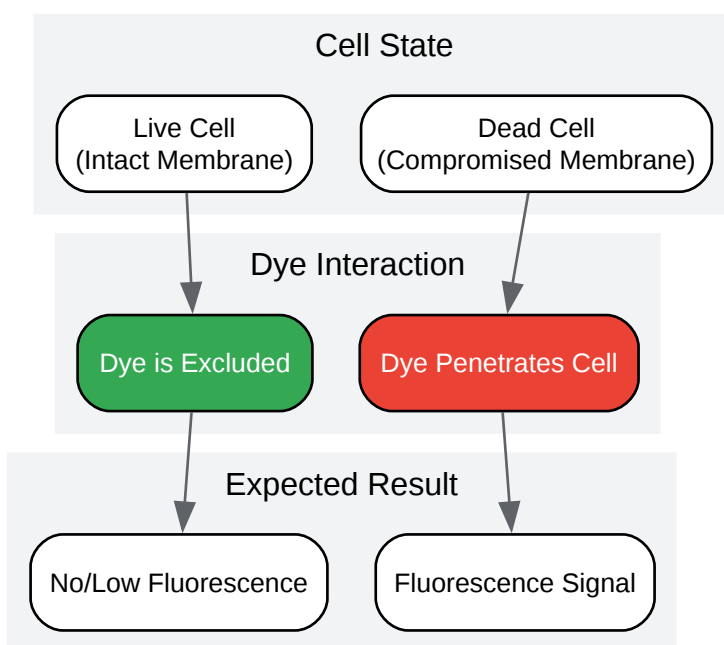 Cell State
Live Cell
(Intact Membrane)
Dead Cell
(Compromised Membrane)
Dye Interaction
Dye is Excluded
Dye Penetrates Cell
Expected Result
No/Low Fluorescence
Fluorescence Signal